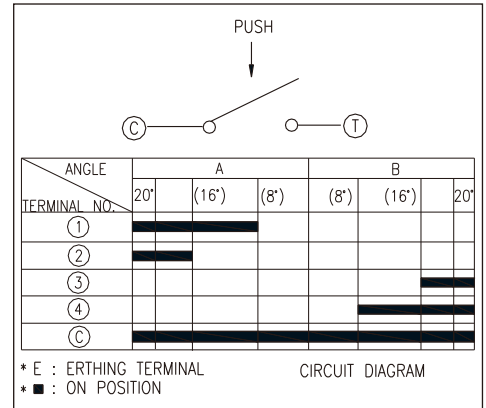 PUSH
C T
ANGLE A B
TERMINAL NO. 20° (16°) (8°) (8°) (16°) 20°
1
2
3
4
C
* E : ERTHING TERMINAL
* ■ : ON POSITION
CIRCUIT DIAGRAM